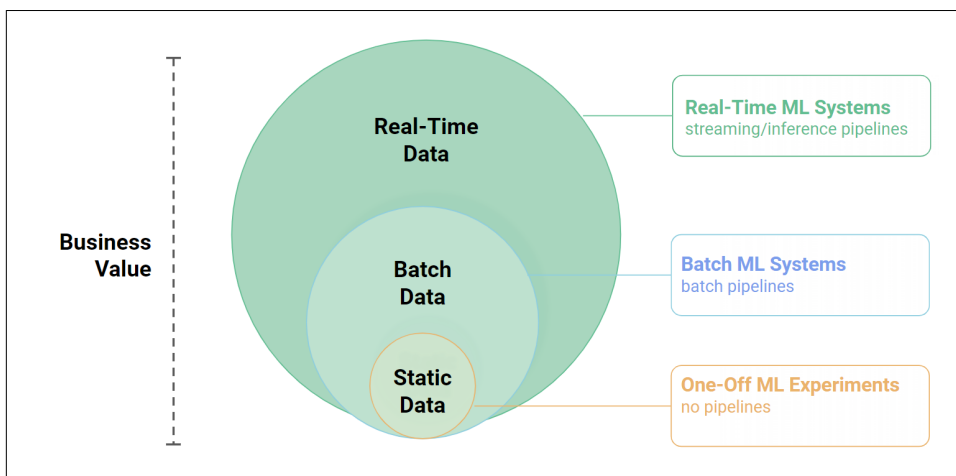 Business
Value
Real-Time
Data
Batch
Data
Static
Data
Real-Time ML Systems
streaming/inference pipelines
Batch ML Systems
batch pipelines
One-Off ML Experiments
no pipelines